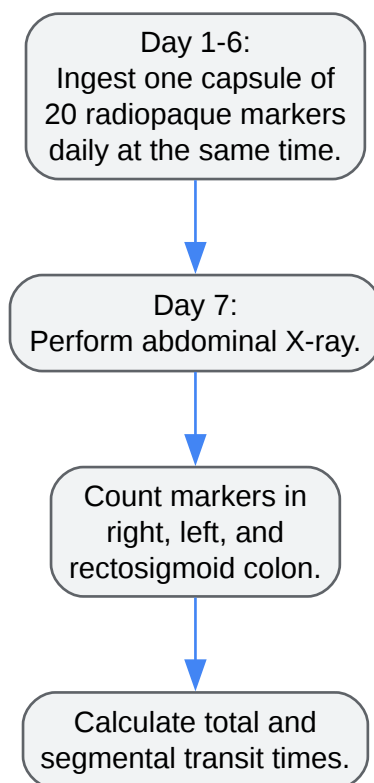 Day 1-6:
Ingest one capsule of
20 radiopaque markers
daily at the same time.
Day 7:
Perform abdominal X-ray.
Count markers in
right, left, and
rectosigmoid colon.
Calculate total and
segmental transit times.